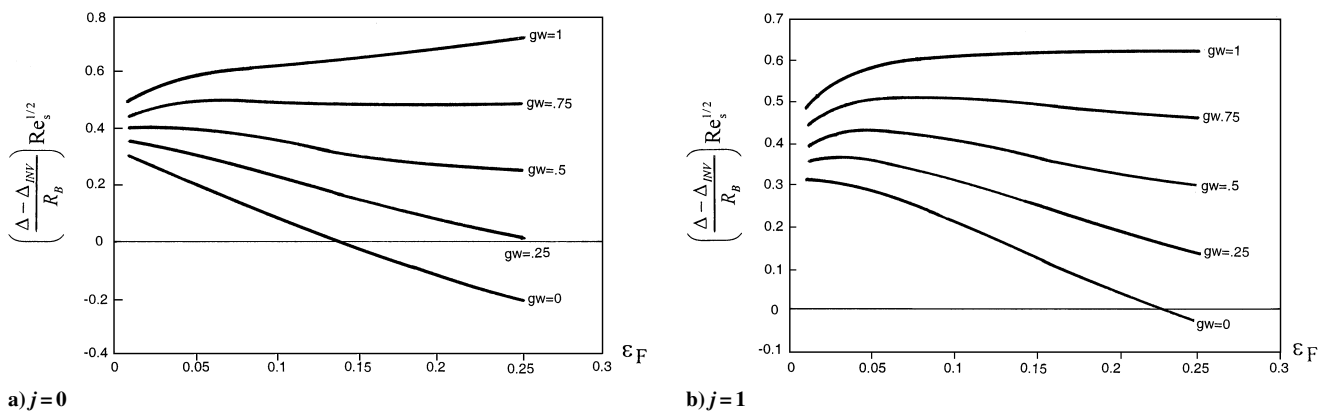 0.8
0.6
0.4
0.2
0
-0.2
-0.4
0
0.05
0.1
0.15
0.2
0.25
0.3
(Δ − Δ_INV / R_B) Re_s^1/2
gw=1
gw=.75
gw=.5
gw=.25
gw=0
ε_F
a) j = 0
0.7
0.6
0.5
0.4
0.3
0.2
0.1
0
-0.1
0
0.05
0.1
0.15
0.2
0.25
0.3
(Δ − Δ_INV / R_B) Re_s^1/2
gw=1
gw.75
gw=.5
gw=.25
gw=0
ε_F
b) j = 1